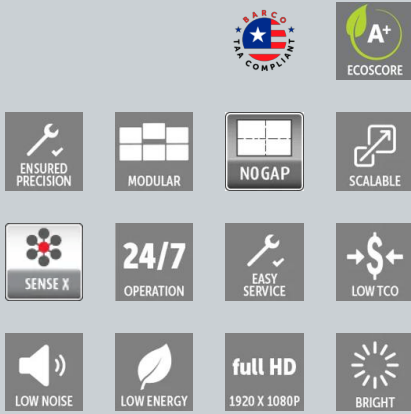 BARCO
TAA COMPLIANT
A+
ECOSCORE
ENSURED
PRECISION
MODULAR
NO GAP
SCALABLE
SENSE X
24/7
OPERATION
EASY
SERVICE
$
LOW TCO
LOW NOISE
LOW ENERGY
full HD
1920 X 1080P
BRIGHT